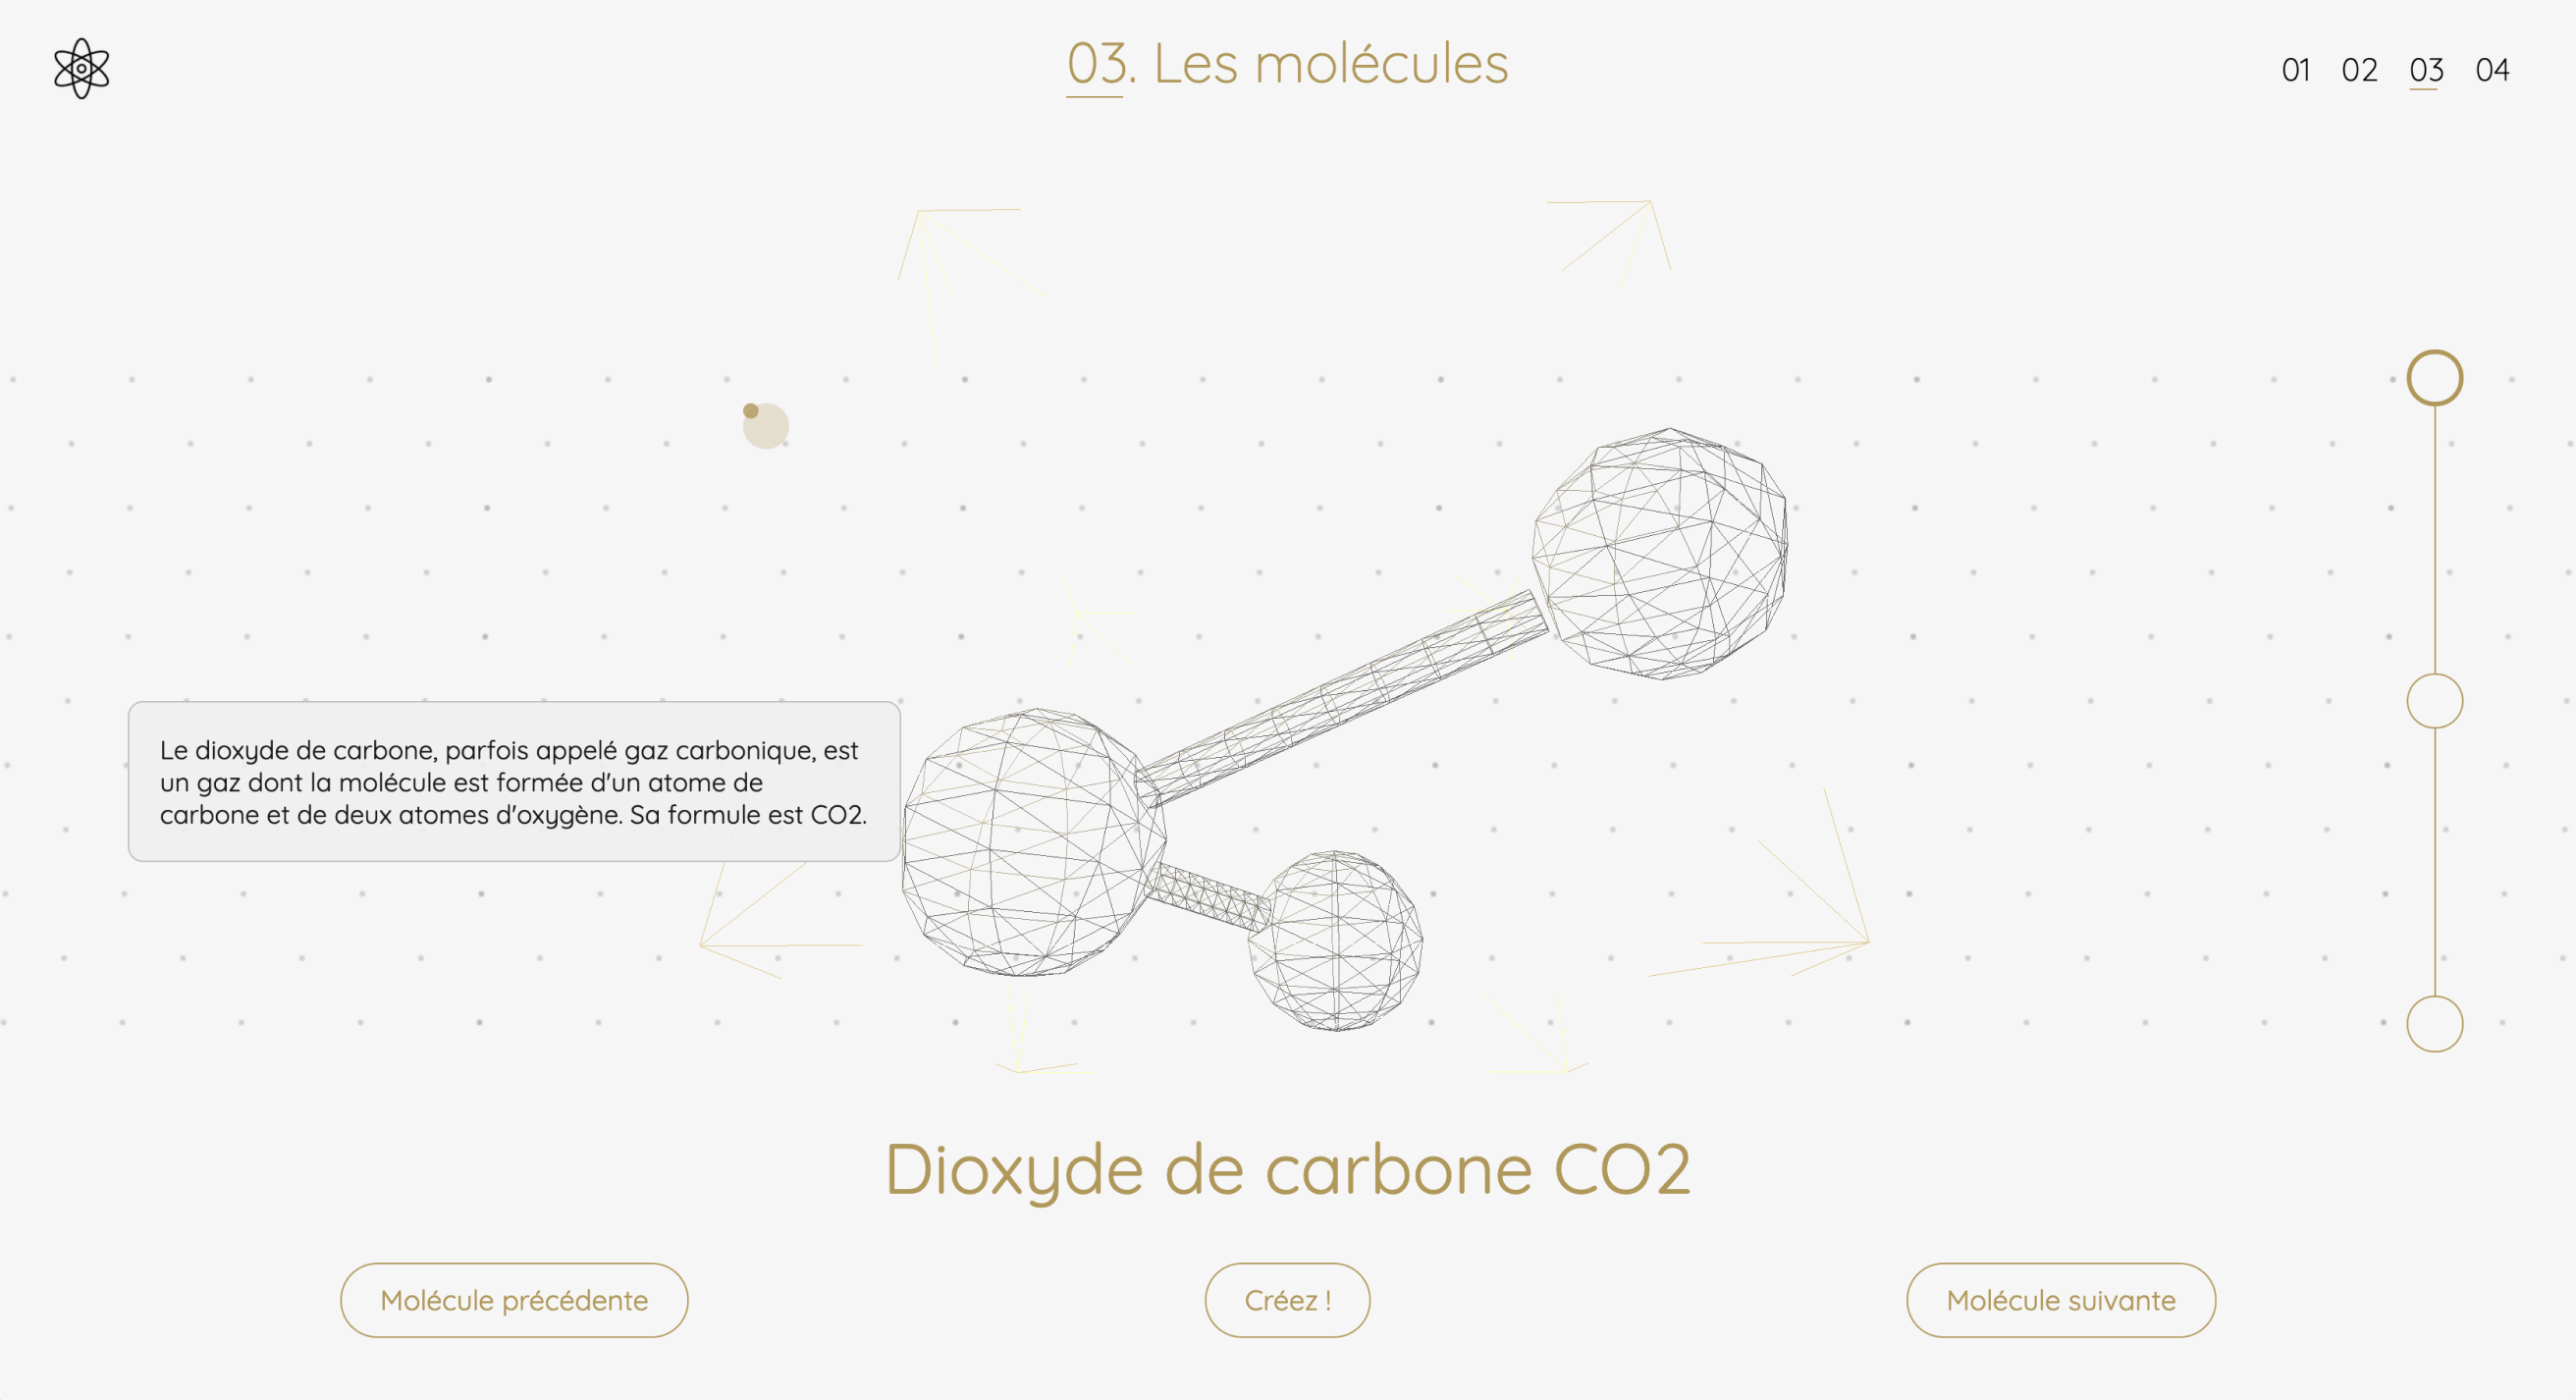 03. Les molécules
01 02 03 04
Le dioxyde de carbone, parfois appelé gaz carbonique, est
un gaz dont la molécule est formée d'un atome de
carbone et de deux atomes d'oxygène. Sa formule est CO2.
Dioxyde de carbone CO2
Molécule précédente
Créez !
Molécule suivante